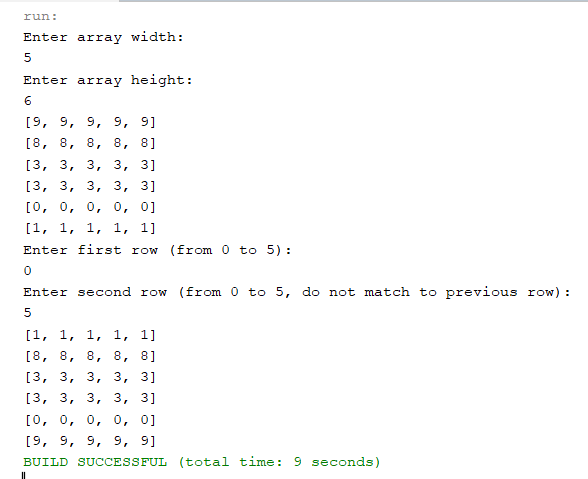 run:
Enter array width:
5
Enter array height:
6
[9, 9, 9, 9, 9]
[8, 8, 8, 8, 8]
[3, 3, 3, 3, 3]
[3, 3, 3, 3, 3]
[0, 0, 0, 0, 0]
[1, 1, 1, 1, 1]
Enter first row (from 0 to 5):
0
Enter second row (from 0 to 5, do not match to previous row):
5
[1, 1, 1, 1, 1]
[8, 8, 8, 8, 8]
[3, 3, 3, 3, 3]
[3, 3, 3, 3, 3]
[0, 0, 0, 0, 0]
[9, 9, 9, 9, 9]
BUILD SUCCESSFUL (total time: 9 seconds)